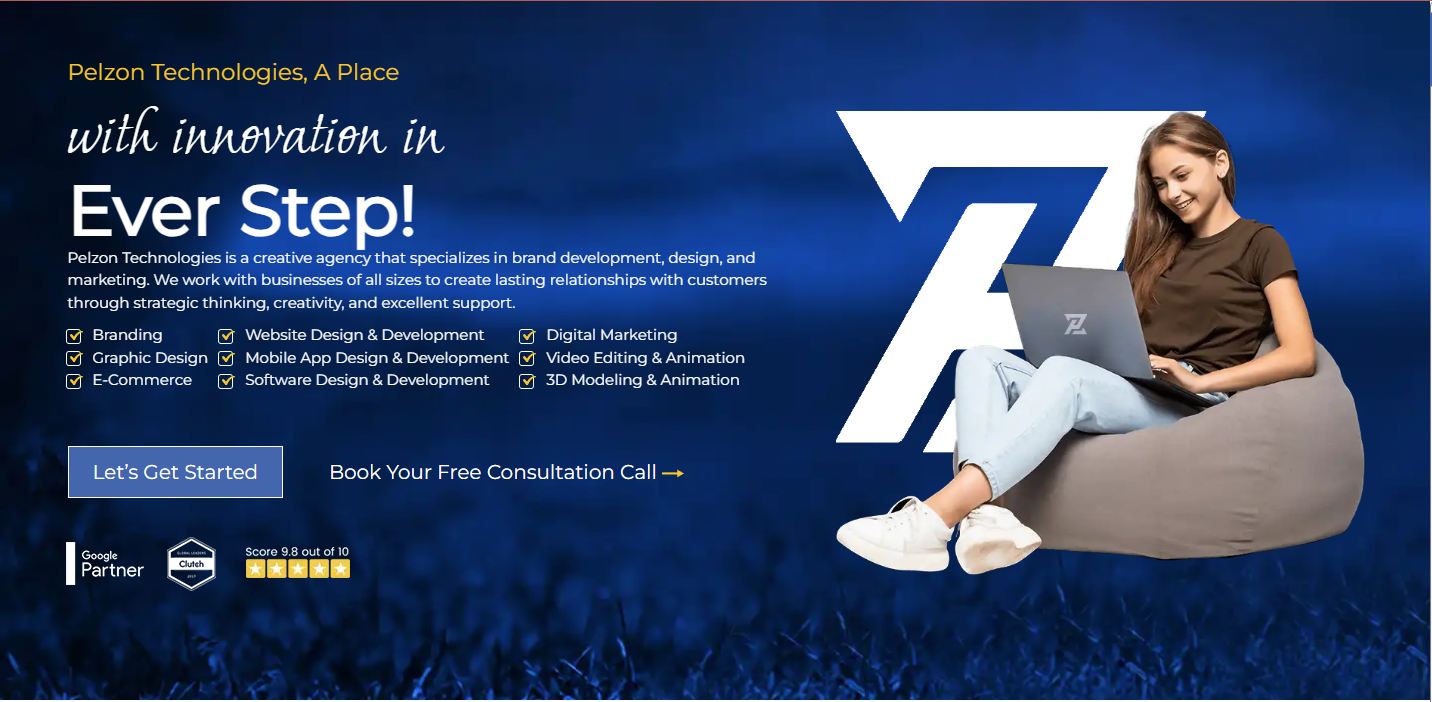 Pelzon Technologies, A Place
with innovation in
Ever Step!
Pelzon Technologies is a creative agency that specializes in brand development, design, and
marketing. We work with businesses of all sizes to create lasting relationships with customers
through strategic thinking, creativity, and excellent support.
Branding
Website Design & Development
Digital Marketing
Graphic Design
Mobile App Design & Development
Video Editing & Animation
E-Commerce
Software Design & Development
3D Modeling & Animation
Let's Get Started
Book Your Free Consultation Call
Google
Partner
GLOBAL LEADERS
Clutch
Score 9.8 out of 10